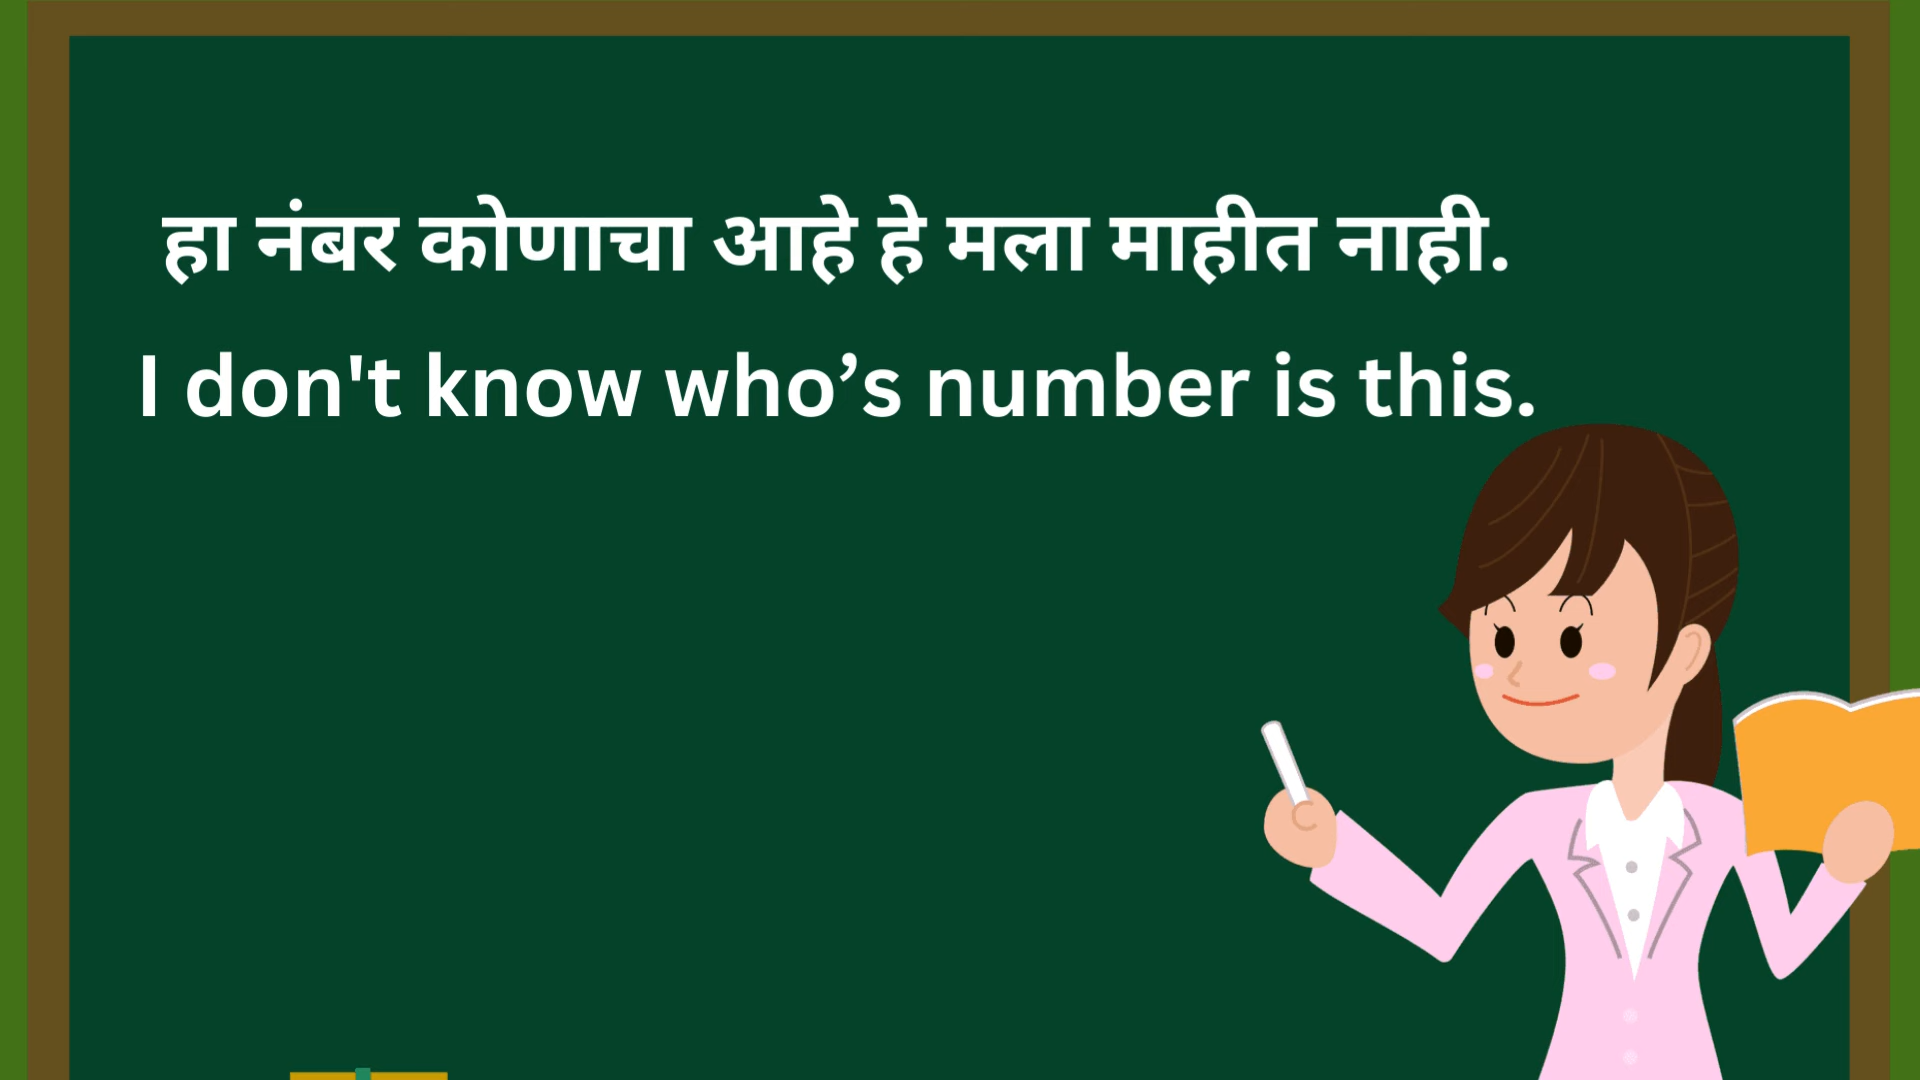 हा नंबर कोणाचा आहे हे मला माहीत नाही.
I don't know who’s number is this.